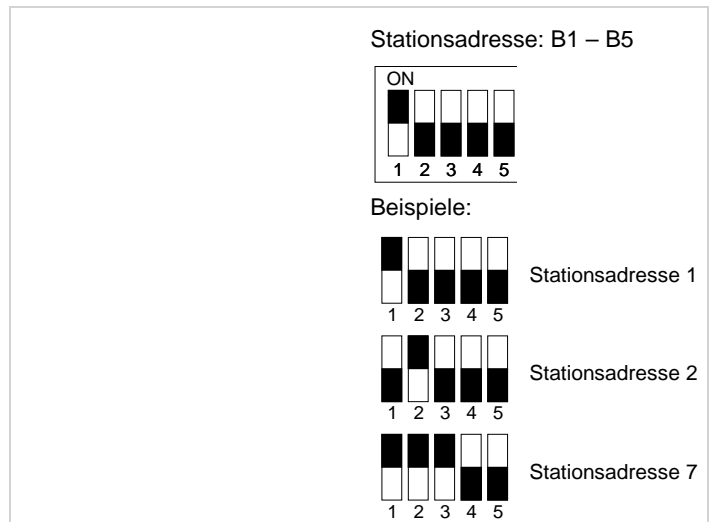 Stationsadresse: B1 – B5
ON
1 2 3 4 5
Beispiele:
Stationsadresse 1
1 2 3 4 5
Stationsadresse 2
1 2 3 4 5
Stationsadresse 7
1 2 3 4 5